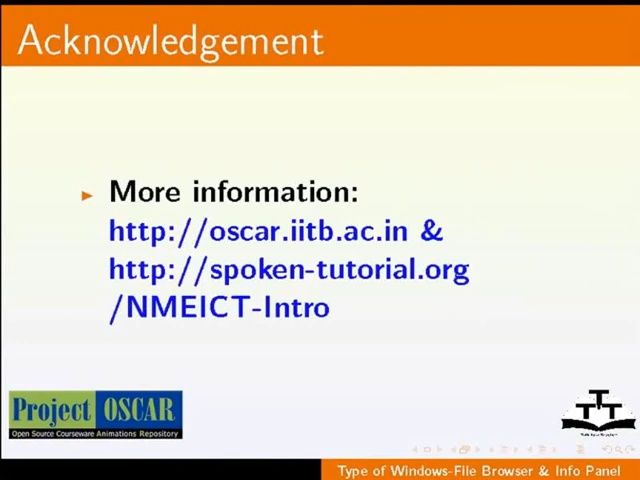 Acknowledgement
More information:
http://oscar.iitb.ac.in &
http://spoken-tutorial.org
/NMEICT-Intro
Project OSCAR
Open Source Courseware Animations Repository
TTT
Type of Windows-File Browser & Info Panel